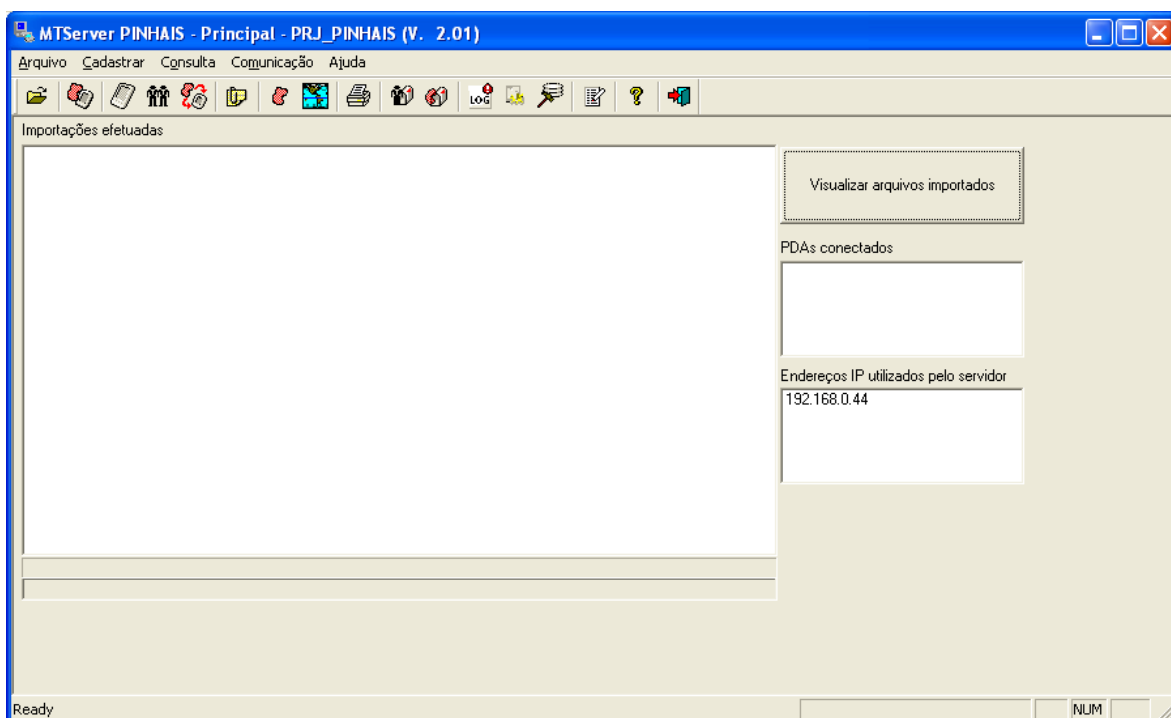 MTServer PINHAIS - Principal - PRJ_PINHAIS (V.   2.01)
Arquivo Cadastrar Consulta Comunicação Ajuda
LOG
Importações efetuadas
Visualizar arquivos importados
PDAs conectados
Endereços IP utilizados pelo servidor
192.168.0.44
Ready
NUM